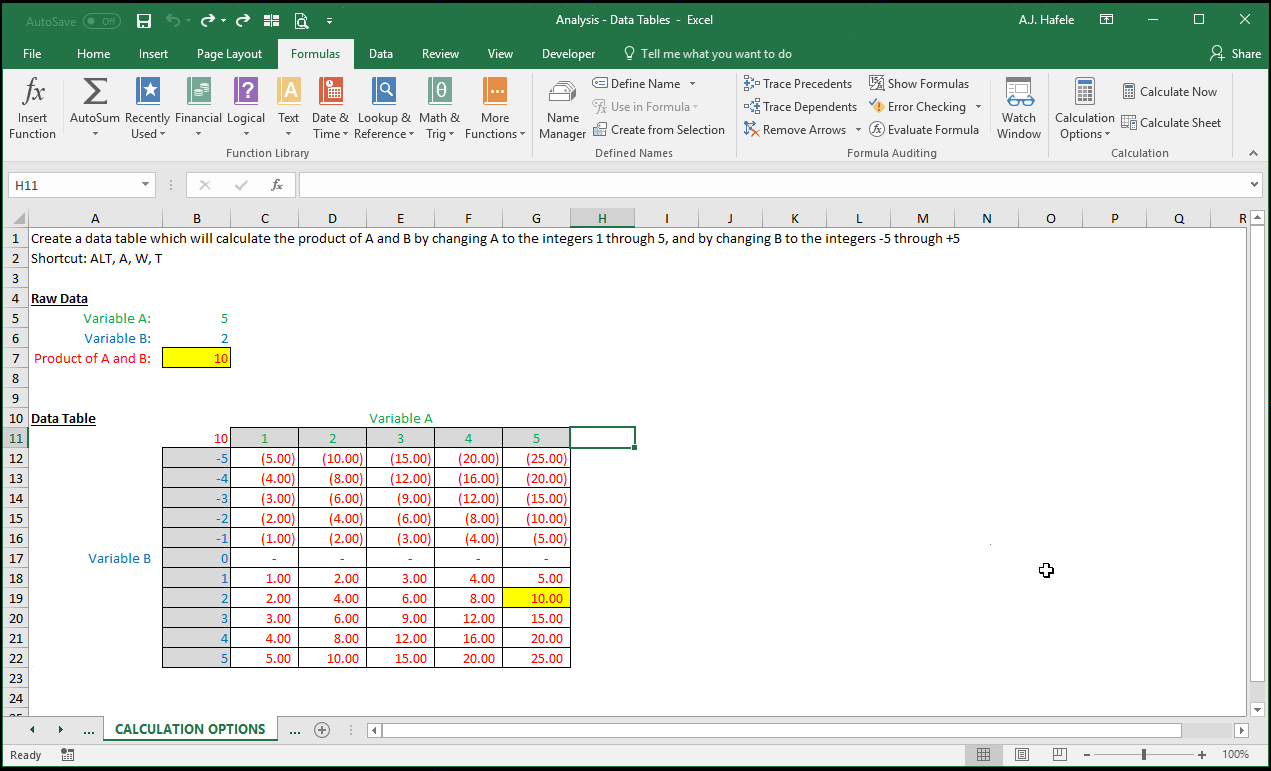 AutoSave Off
Analysis - Data Tables - Excel
A.J. Hafele
File Home Insert Page Layout Formulas Data Review View Developer Tell me what you want to do Share
fx Σ ? A θ
Insert Function
AutoSum
Recently Used
Financial
Logical
Text
Date & Time
Lookup & Reference
Math & Trig
More Functions
Function Library
Name Manager
Define Name
Use in Formula
Create from Selection
Defined Names
Trace Precedents
Trace Dependents
Remove Arrows
Show Formulas
Error Checking
Evaluate Formula
Watch Window
Formula Auditing
Calculation Options
Calculate Now
Calculate Sheet
Calculation
H11 fx
A B C D E F G H I J K L M N O P Q R
1 Create a data table which will calculate the product of A and B by changing A to the integers 1 through 5, and by changing B to the integers -5 through +5
2 Shortcut: ALT, A, W, T
3
4 Raw Data
5 Variable A: 5
6 Variable B: 2
7 Product of A and B: 10
8
9
10 Data Table Variable A
11 10 1 2 3 4 5
12 -5 (5.00) (10.00) (15.00) (20.00) (25.00)
13 -4 (4.00) (8.00) (12.00) (16.00) (20.00)
14 -3 (3.00) (6.00) (9.00) (12.00) (15.00)
15 -2 (2.00) (4.00) (6.00) (8.00) (10.00)
16 -1 (1.00) (2.00) (3.00) (4.00) (5.00)
17 Variable B 0 - - - - -
18 1 1.00 2.00 3.00 4.00 5.00
19 2 2.00 4.00 6.00 8.00 10.00
20 3 3.00 6.00 9.00 12.00 15.00
21 4 4.00 8.00 12.00 16.00 20.00
22 5 5.00 10.00 15.00 20.00 25.00
23
24
... CALCULATION OPTIONS ...
Ready 100%